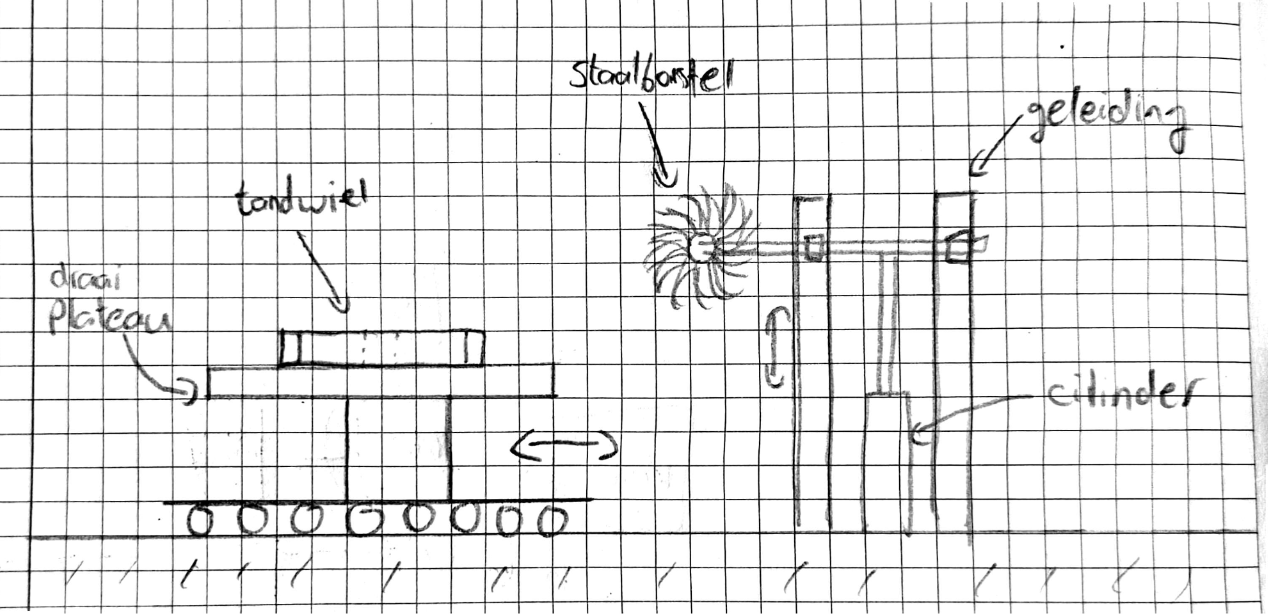 Staalborstel
geleiding
tandwiel
draai
plateau
cilinder